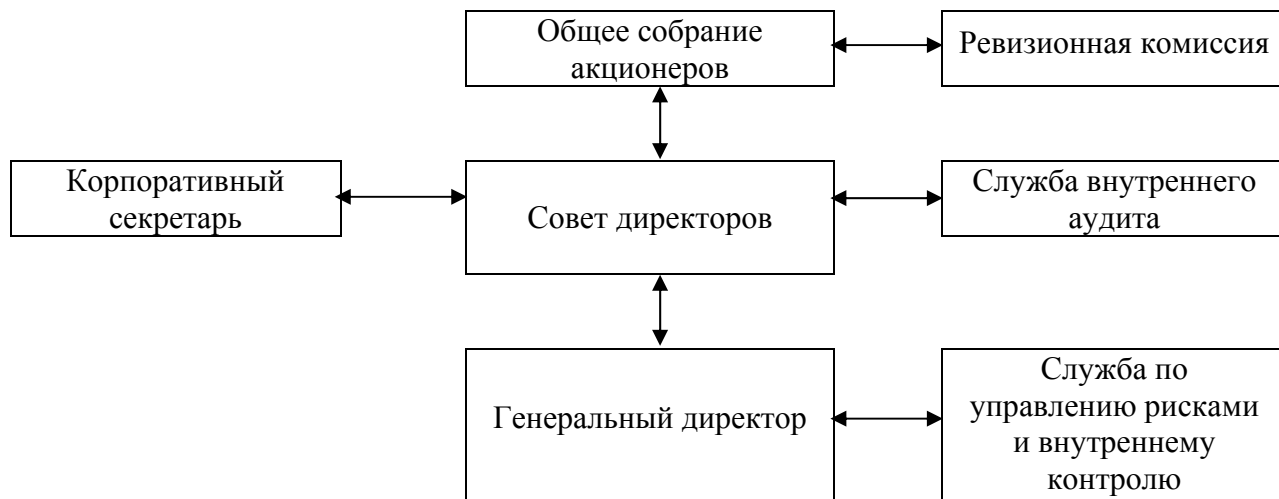 Общее собрание
акционеров
Ревизионная комиссия
Корпоративный
секретарь
Совет директоров
Служба внутреннего
аудита
Генеральный директор
Служба по
управлению рисками
и внутреннему
контролю